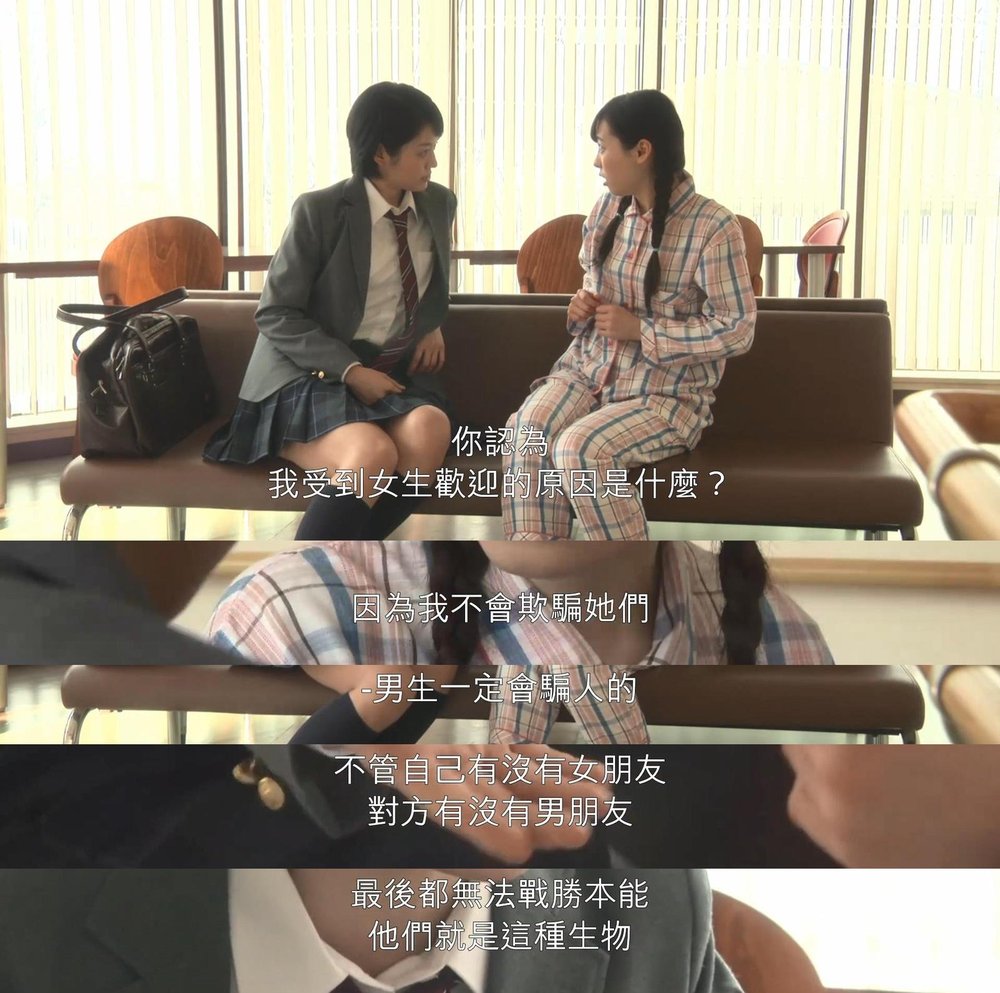 你認為
我受到女生歡迎的原因是什麼？
因為我不會欺騙她們
-男生一定會騙人的
不管自己有沒有女朋友
對方有沒有男朋友
最後都無法戰勝本能
他們就是這種生物